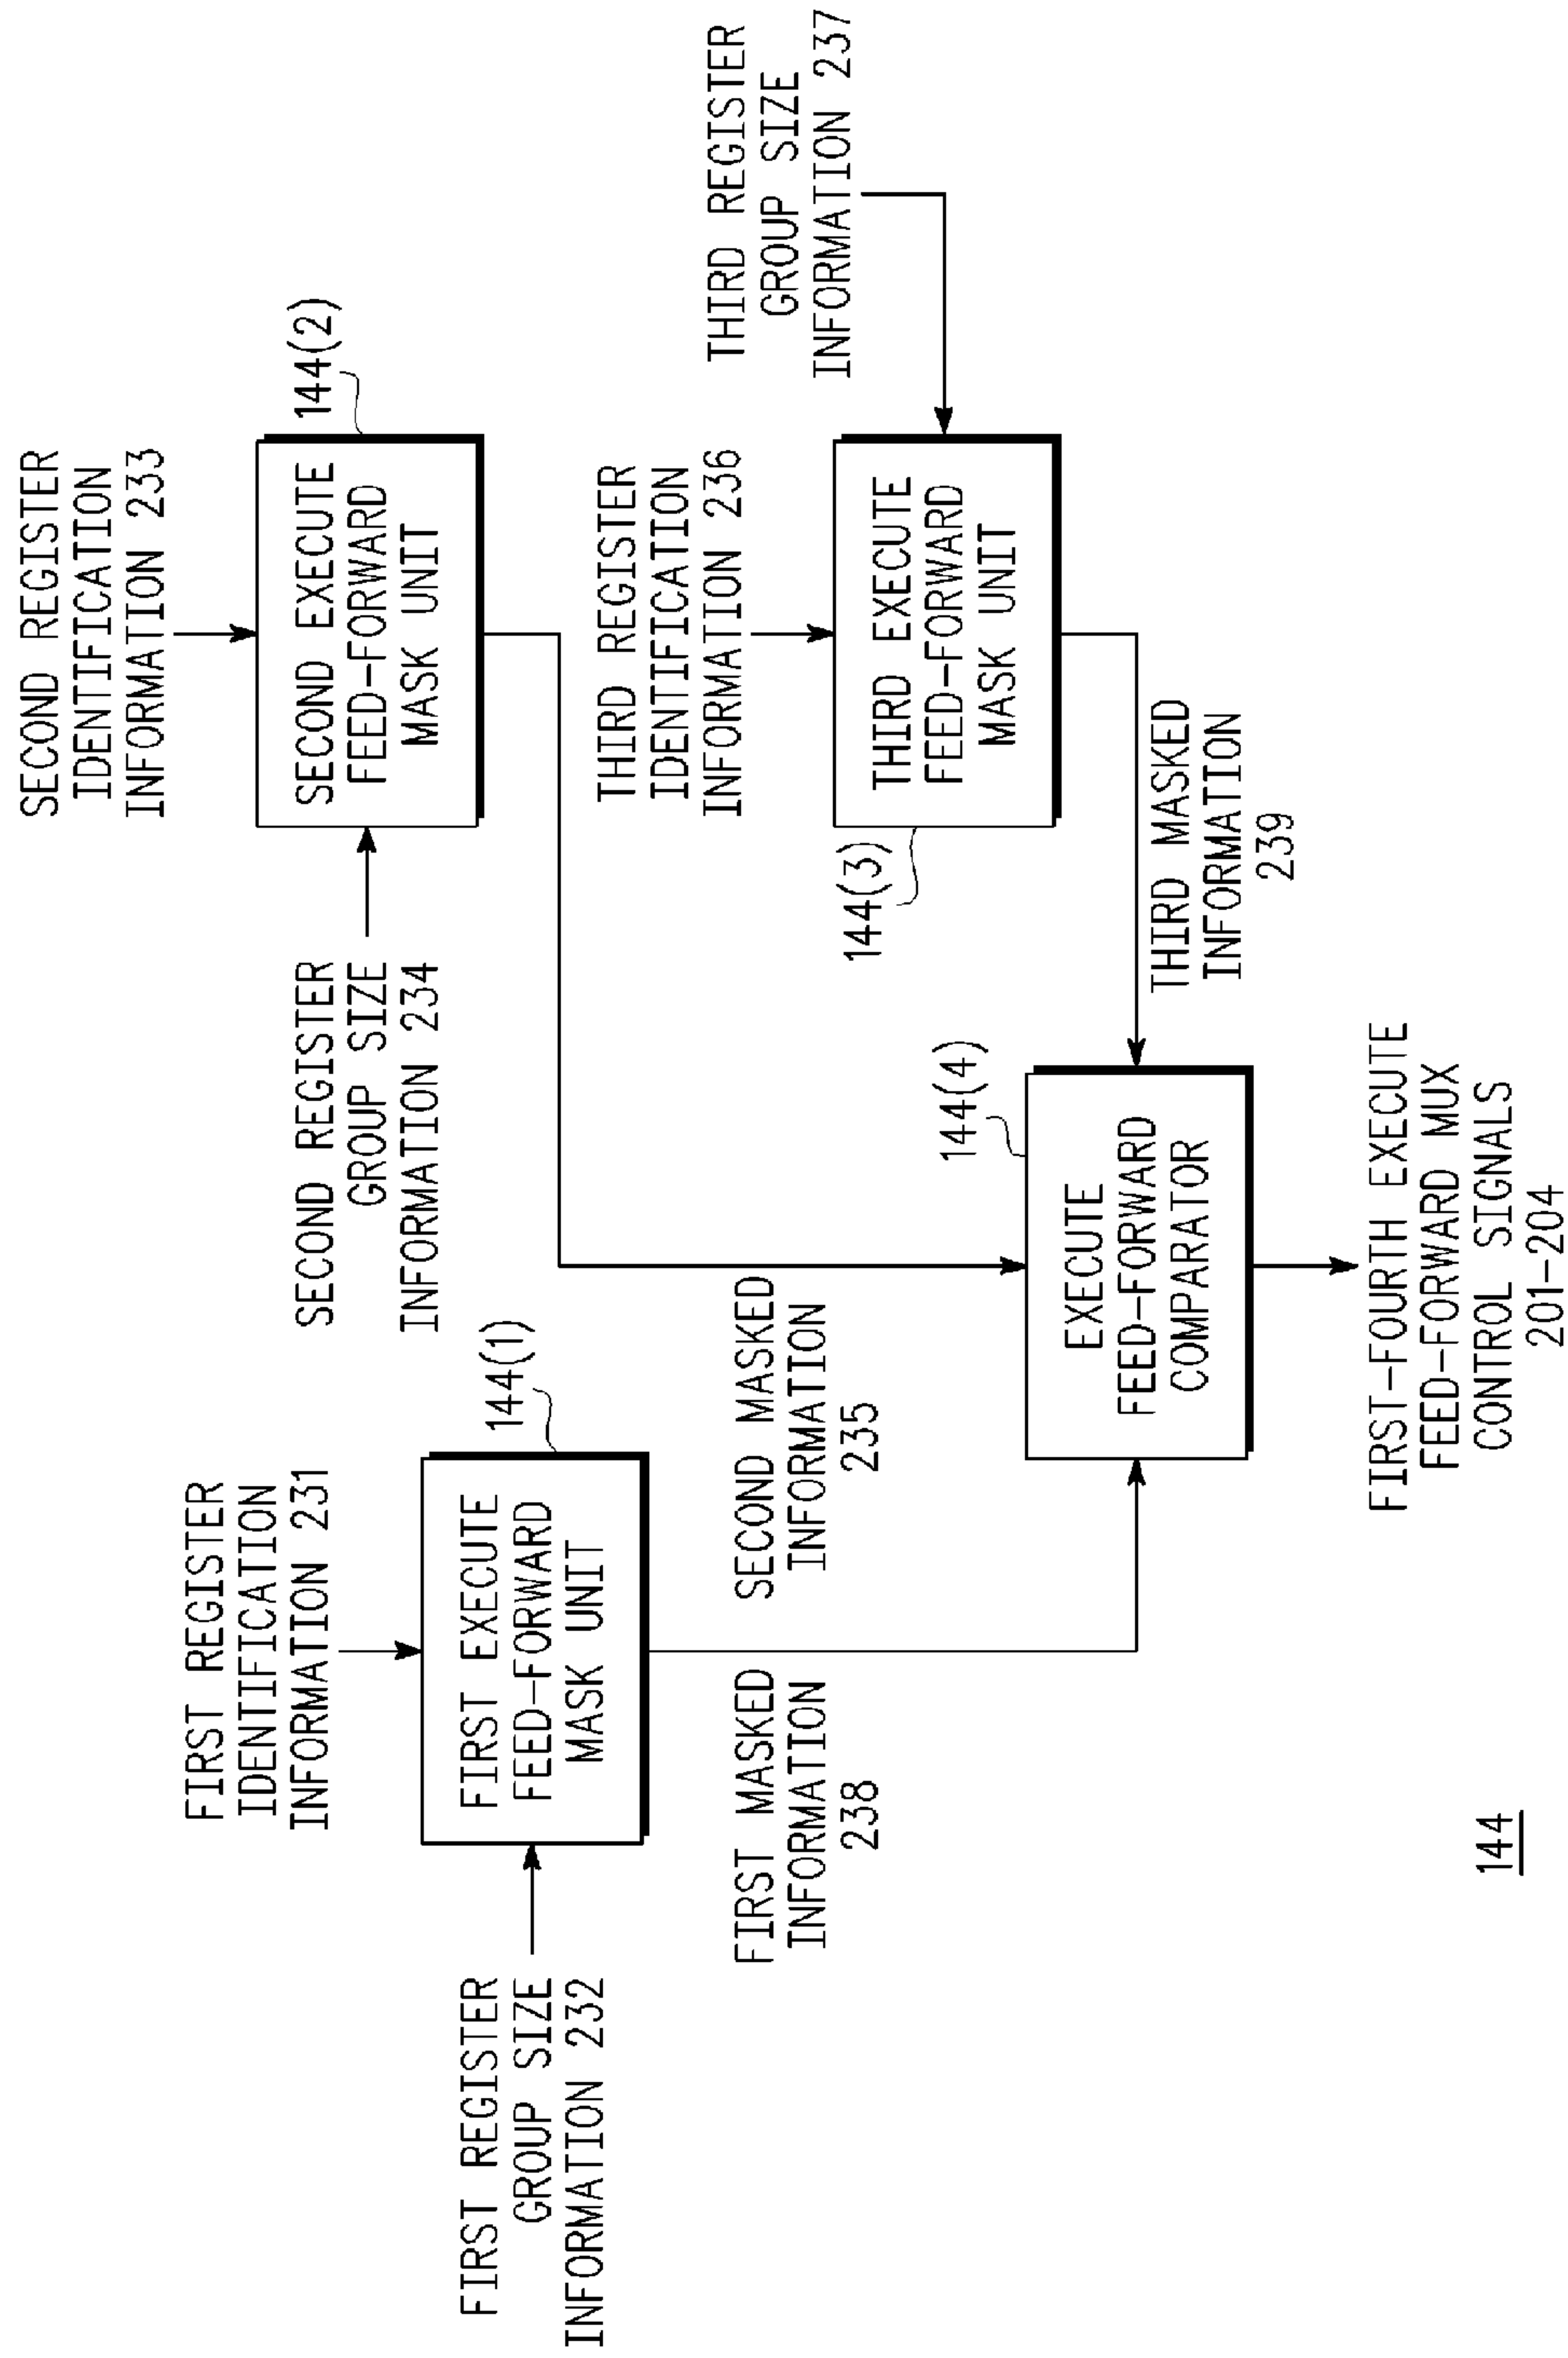 SECOND REGISTER
IDENTIFICATION
INFORMATION 233
144(2)
SECOND EXECUTE
FEED-FORWARD
MASK UNIT
SECOND REGISTER
GROUP SIZE
INFORMATION 234
FIRST REGISTER
IDENTIFICATION
INFORMATION 231
144(1)
FIRST EXECUTE
FEED-FORWARD
MASK UNIT
FIRST REGISTER
GROUP SIZE
INFORMATION 232
THIRD REGISTER
IDENTIFICATION
INFORMATION 236
THIRD REGISTER
GROUP SIZE
INFORMATION 237
THIRD EXECUTE
FEED-FORWARD
MASK UNIT
144(3)
FIRST MASKED
INFORMATION
238
SECOND MASKED
INFORMATION
235
144(4)
EXECUTE
FEED-FORWARD
COMPARATOR
THIRD MASKED
INFORMATION
239
FIRST-FOURTH EXECUTE
FEED-FORWARD MUX
CONTROL SIGNALS
201-204
144